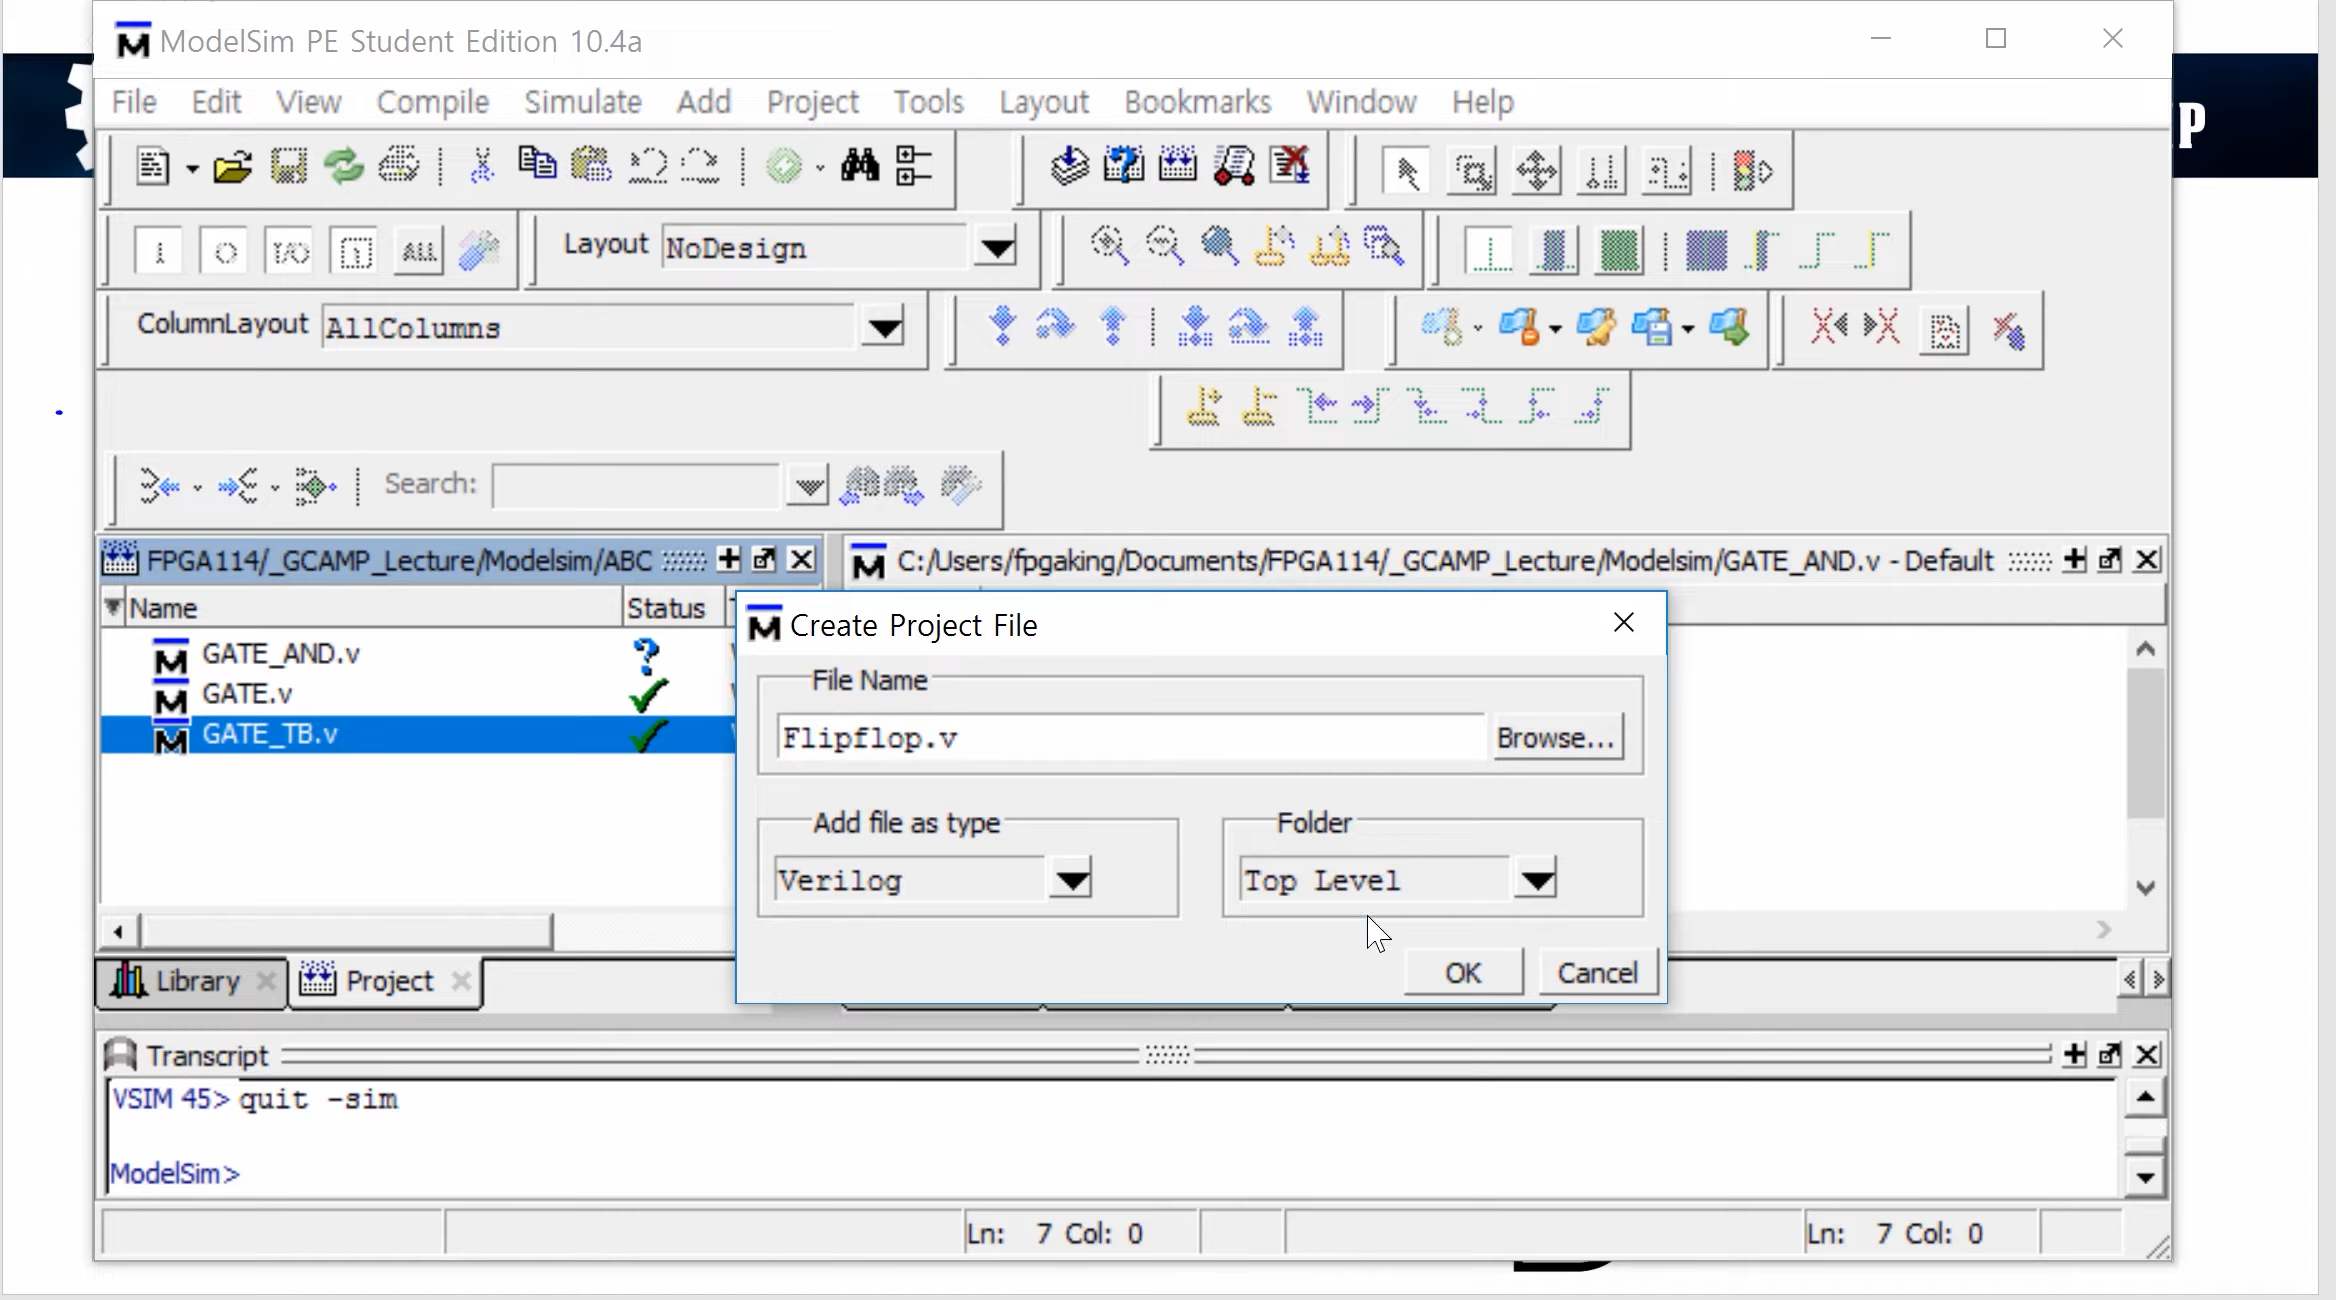 ModelSim PE Student Edition 10.4a
P
File Edit View Compile Simulate Add Project Tools Layout Bookmarks Window Help
I/O ALL
Layout NoDesign
ColumnLayout AllColumns
Search:
FPGA114/_GCAMP_Lecture/Modelsim/ABC
C:/Users/fpgaking/Documents/FPGA114/_GCAMP_Lecture/Modelsim/GATE_AND.v - Default
Name Status
GATE_AND.v
GATE.v
GATE_TB.v
Create Project File
File Name
Flipflop.v Browse...
Add file as type Folder
Verilog Top Level
OK Cancel
Library Project
Transcript
VSIM 45> quit -sim
ModelSim>
Ln: 7 Col: 0 Ln: 7 Col: 0